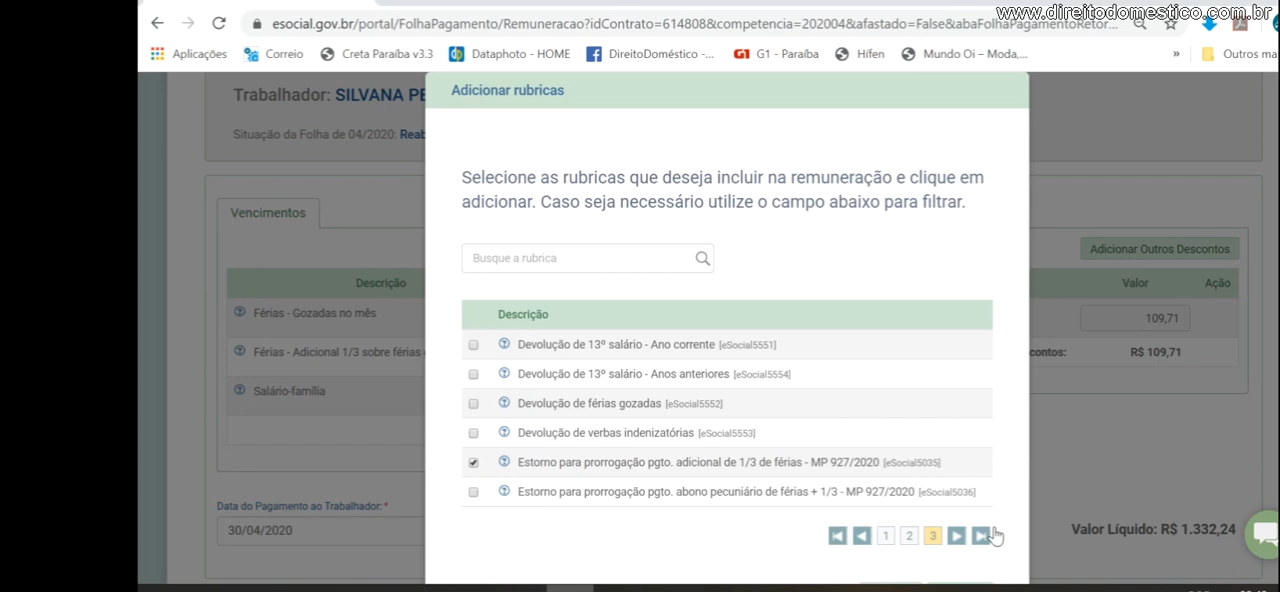 www.direitodomestico.com.br
esocial.gov.br/portal/FolhaPagamento/Remuneracao?idContrato=614808&competencia=202004&afastado=False&abaFolhaPagamentoRetor...
Aplicações Correio Creta Paraíba v3.3 Dataphoto - HOME DireitoDoméstico -... G1 - Paraíba Hífen Mundo Oi – Moda,... » Outros ma
Trabalhador: SILVANA PE
Situação da Folha de 04/2020: Reab
Adicionar rubricas
Selecione as rubricas que deseja incluir na remuneração e clique em
adicionar. Caso seja necessário utilize o campo abaixo para filtrar.
Vencimentos
Busque a rubrica
Adicionar Outros Descontos
Descrição
Valor Ação
Férias - Gozadas no mês
109,71
Férias - Adicional 1/3 sobre férias
contos: R$ 109,71
Salário-família
Descrição
Devolução de 13º salário - Ano corrente [eSocial5551]
Devolução de 13º salário - Anos anteriores [eSocial5554]
Devolução de férias gozadas [eSocial5552]
Devolução de verbas indenizatórias [eSocial5553]
Estorno para prorrogação pgto. adicional de 1/3 de férias - MP 927/2020 [eSocial5035]
Estorno para prorrogação pgto. abono pecuniário de férias + 1/3 - MP 927/2020 [eSocial5036]
1 2 3
Data do Pagamento ao Trabalhador: *
30/04/2020
Valor Líquido: R$ 1.332,24